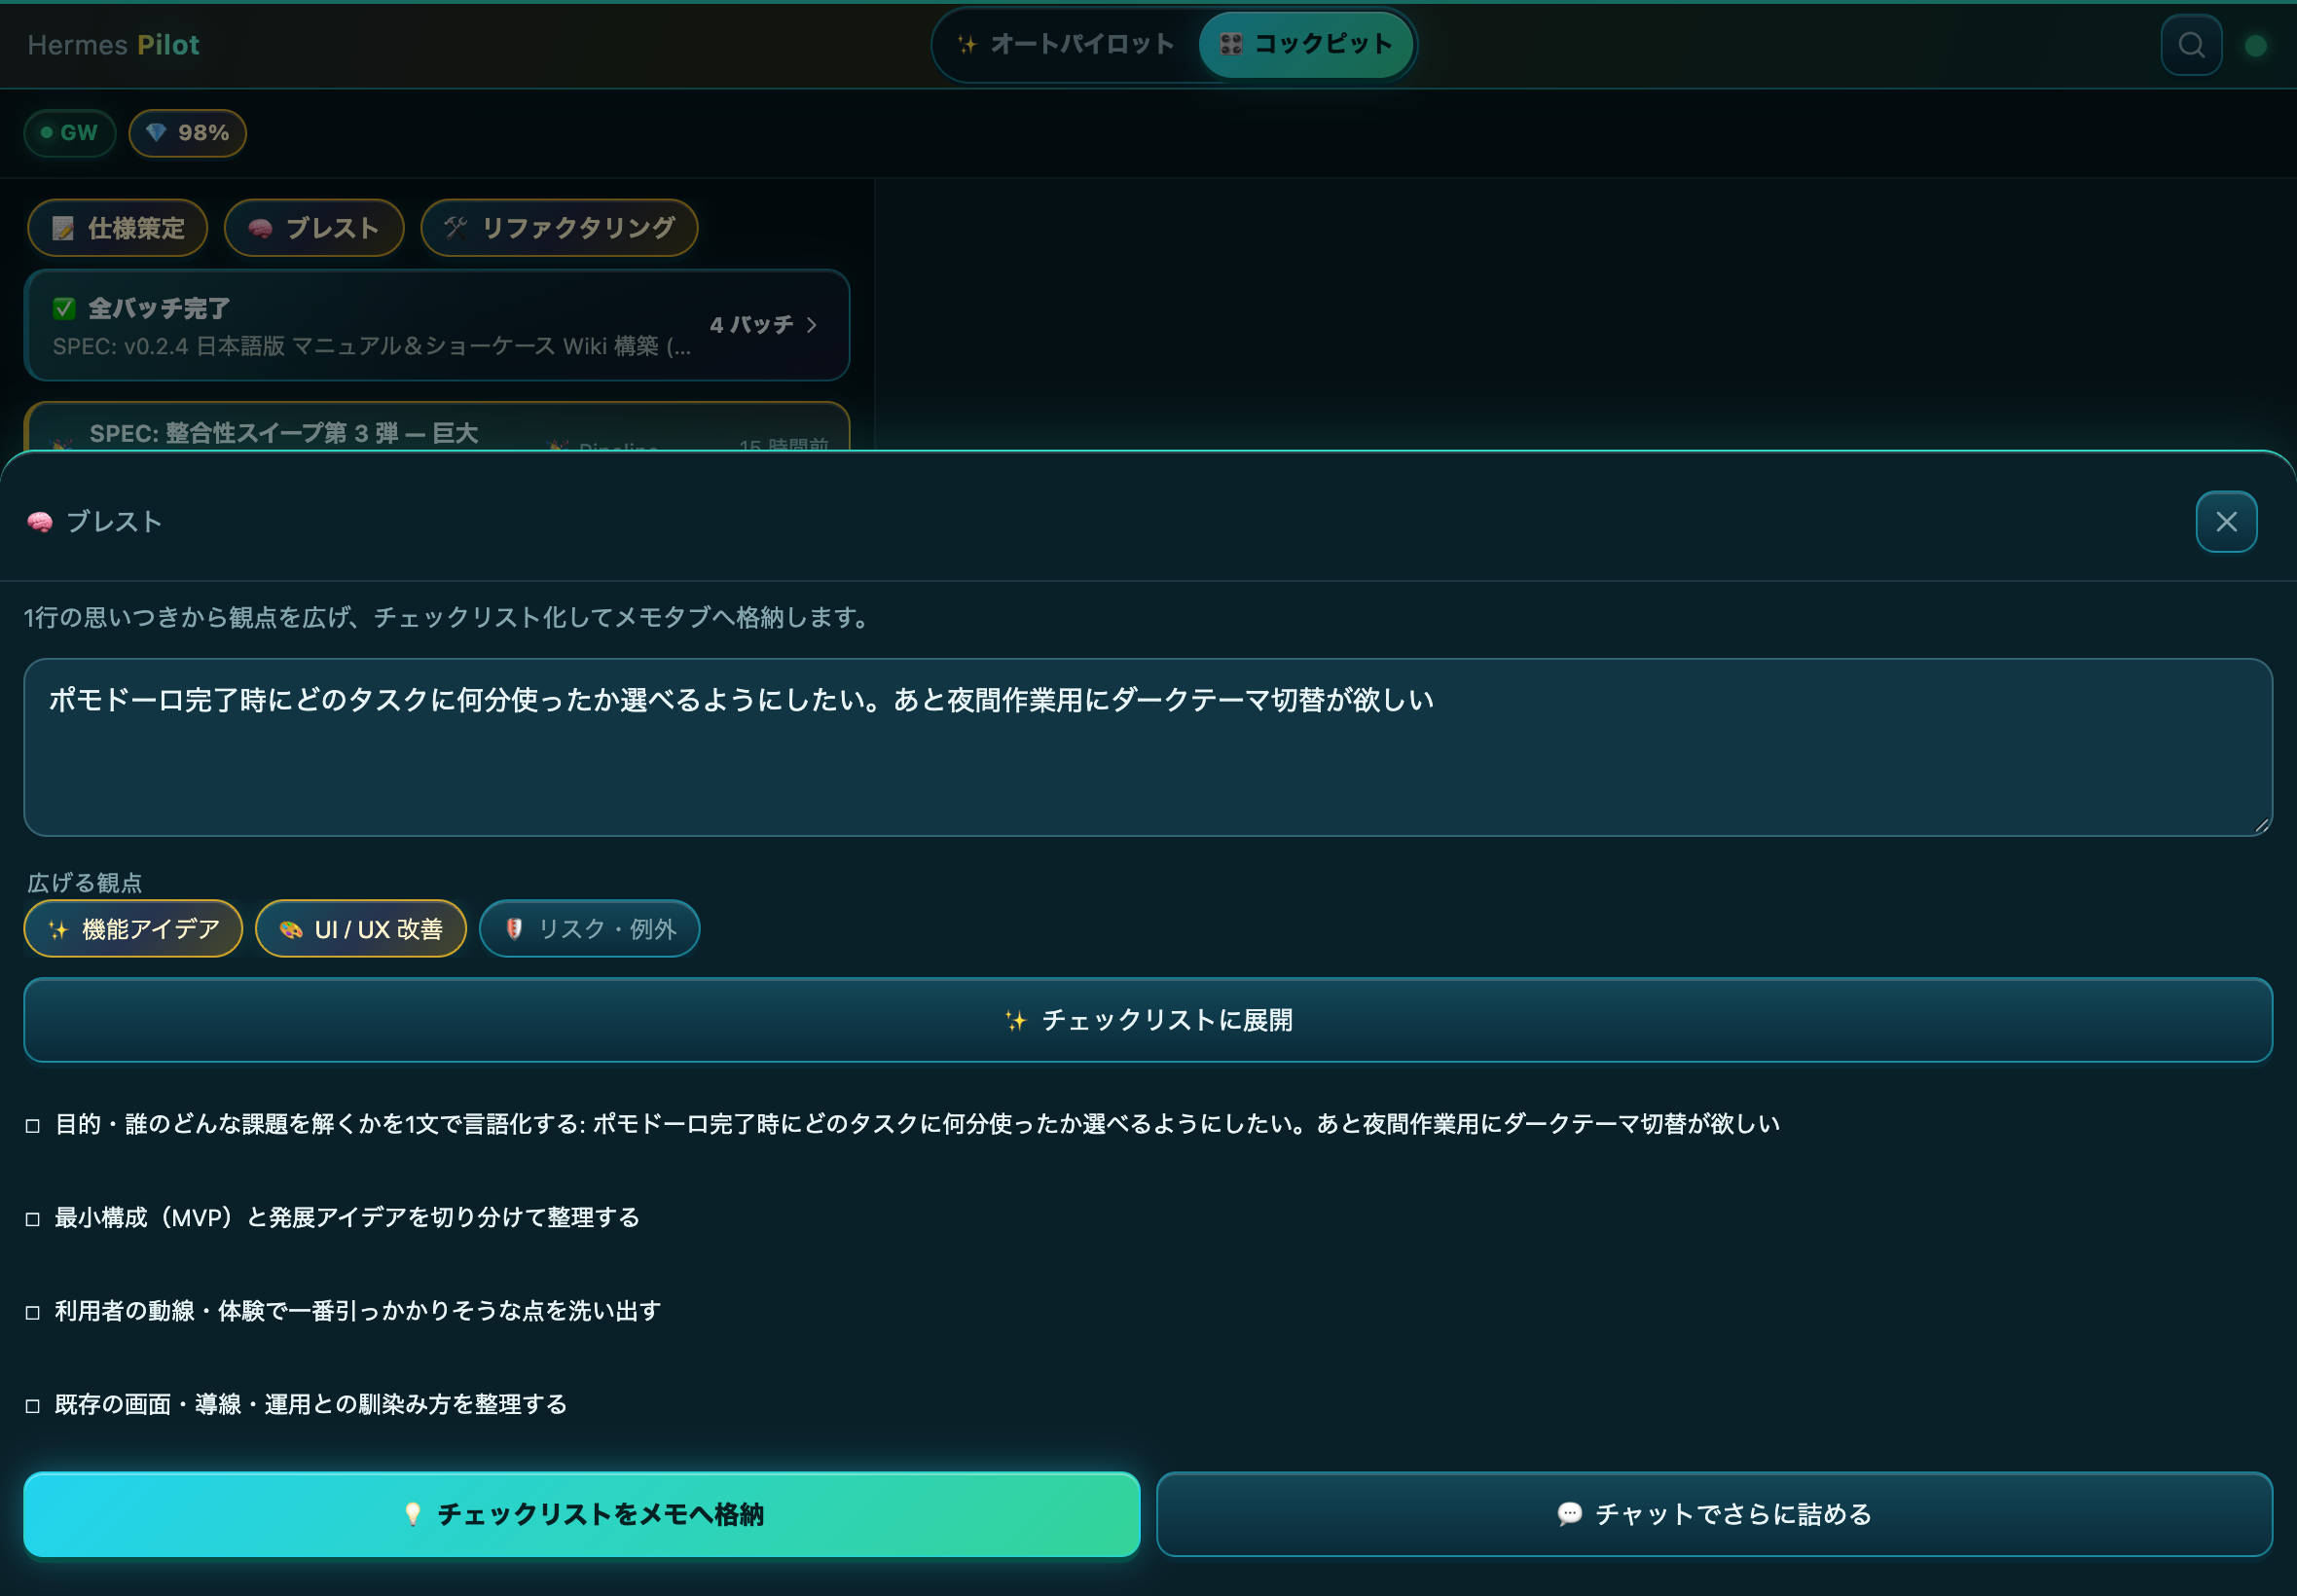 Hermes Pilot
✨ オートパイロット
🎛️ コックピット
GW
💎 98%
📝 仕様策定
🧠 ブレスト
🛠️ リファクタリング
✅ 全バッチ完了
SPEC: v0.2.4 日本語版 マニュアル＆ショーケース Wiki 構築 (...
4 バッチ
SPEC: 整合性スイープ第 3 弾 — 巨大
Pipeline
15 時間前
🧠 ブレスト
1行の思いつきから観点を広げ、チェックリスト化してメモタブへ格納します。
ポモドーロ完了時にどのタスクに何分使ったか選べるようにしたい。あと夜間作業用にダークテーマ切替が欲しい
広げる観点
✨ 機能アイデア
🎨 UI / UX 改善
リスク・例外
✨ チェックリストに展開
□ 目的・誰のどんな課題を解くかを1文で言語化する: ポモドーロ完了時にどのタスクに何分使ったか選べるようにしたい。あと夜間作業用にダークテーマ切替が欲しい
□ 最小構成（MVP）と発展アイデアを切り分けて整理する
□ 利用者の動線・体験で一番引っかかりそうな点を洗い出す
□ 既存の画面・導線・運用との馴染み方を整理する
💡 チェックリストをメモへ格納
💬 チャットでさらに詰める